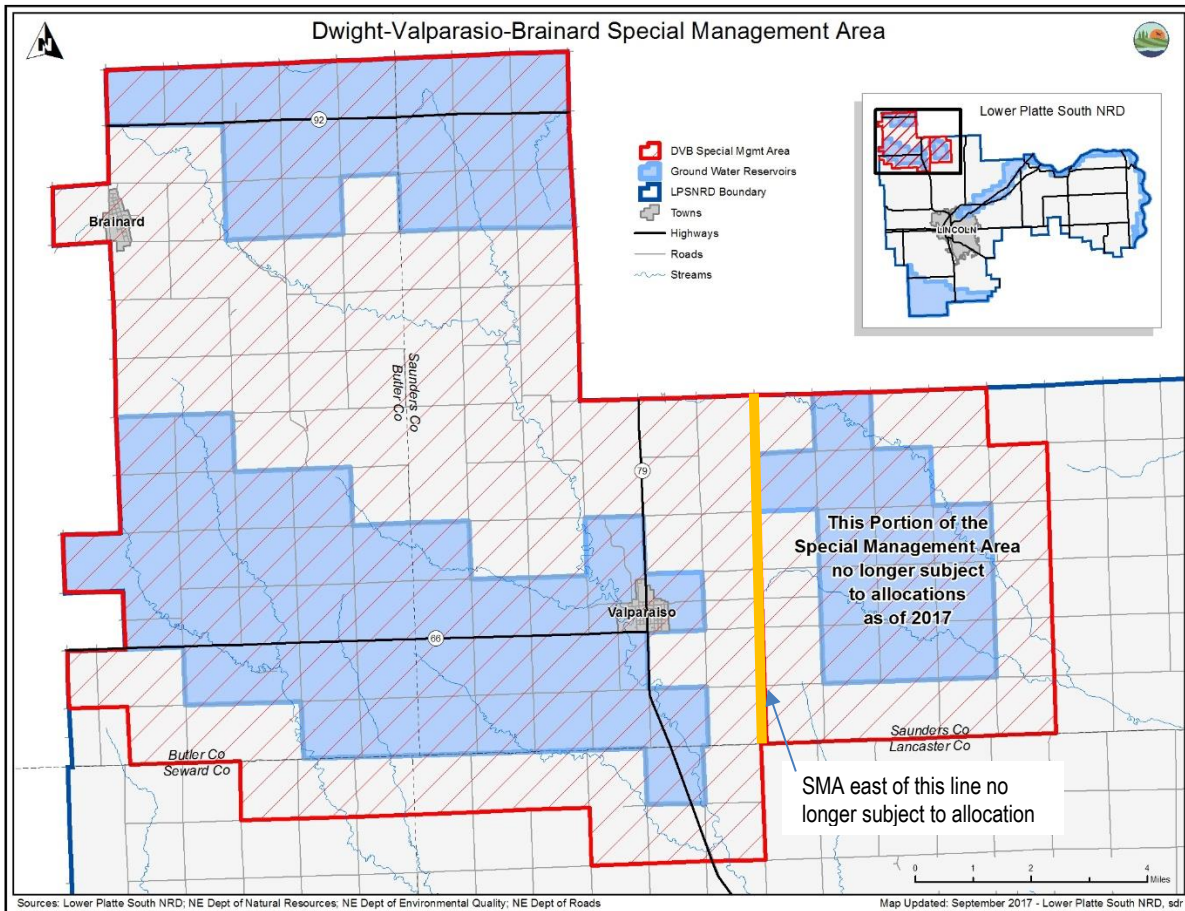 Dwight-Valparasio-Brainard Special Management Area
N
92
Lower Platte South NRD
DVB Special Mgmt Area
Ground Water Reservoirs
LPSNRD Boundary
Towns
Highways
Roads
Streams
LINCOLN
Brainard
Saunders Co
Butler Co
79
This Portion of the
Special Management Area
no longer subject
to allocations
as of 2017
Valparaiso
66
Saunders Co
Lancaster Co
Butler Co
Seward Co
SMA east of this line no
longer subject to allocation
0 1 2 4
Miles
Sources: Lower Platte South NRD; NE Dept of Natural Resources; NE Dept of Environmental Quality; NE Dept of Roads
Map Updated: September 2017 - Lower Platte South NRD, sdr